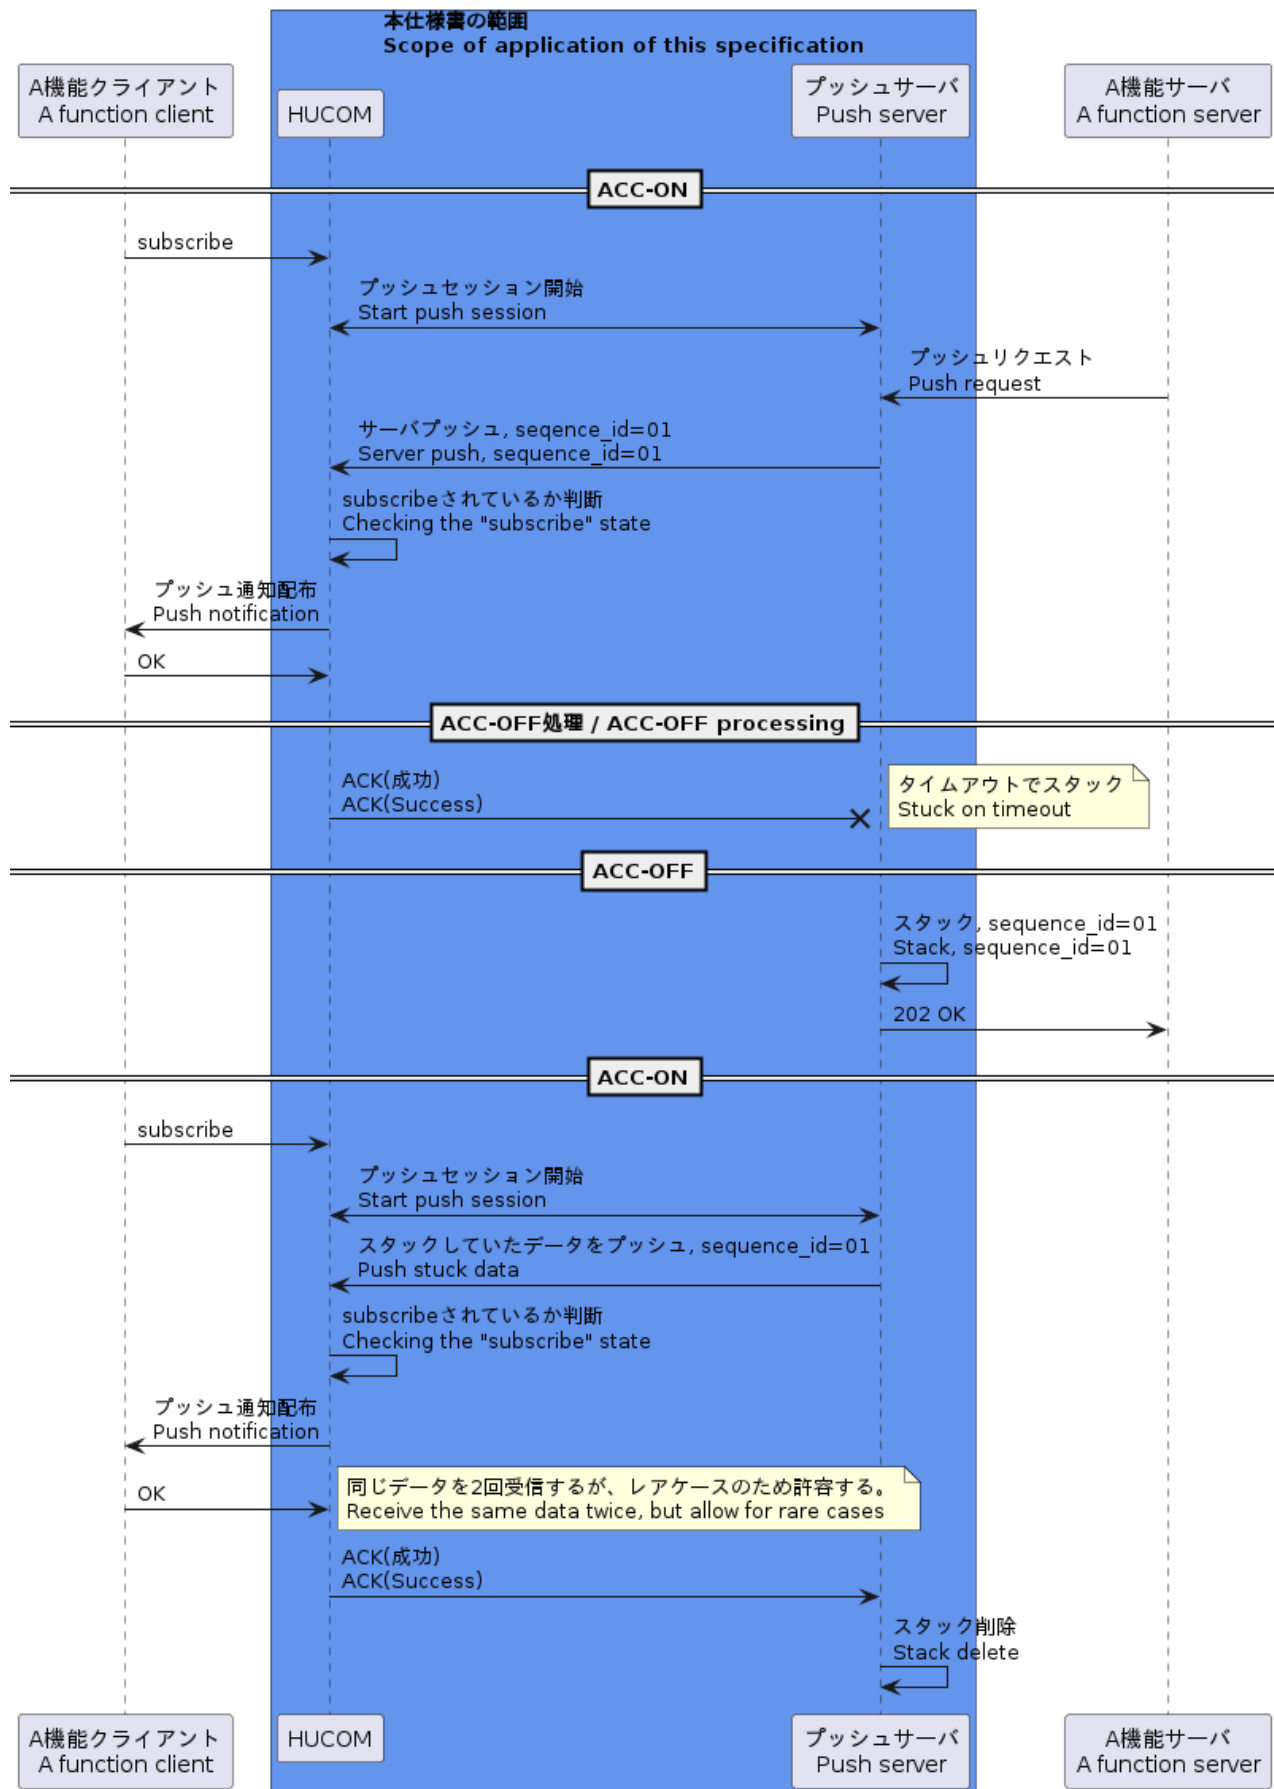 本仕様書の範囲
Scope of application of this specification
A機能クライアント
A function client
HUCOM
プッシュサーバ
Push server
A機能サーバ
A function server
ACC-ON
subscribe
プッシュセッション開始
Start push session
プッシュリクエスト
Push request
サーバプッシュ, seqence_id=01
Server push, sequence_id=01
subscribeされているか判断
Checking the "subscribe" state
プッシュ通知配布
Push notification
OK
ACC-OFF処理 / ACC-OFF processing
ACK(成功)
ACK(Success)
タイムアウトでスタック
Stuck on timeout
ACC-OFF
スタック, sequence_id=01
Stack, sequence_id=01
202 OK
ACC-ON
subscribe
プッシュセッション開始
Start push session
スタックしていたデータをプッシュ, sequence_id=01
Push stuck data
subscribeされているか判断
Checking the "subscribe" state
プッシュ通知配布
Push notification
OK
同じデータを2回受信するが、レアケースのため許容する。
Receive the same data twice, but allow for rare cases
ACK(成功)
ACK(Success)
スタック削除
Stack delete
A機能クライアント
A function client
HUCOM
プッシュサーバ
Push server
A機能サーバ
A function server